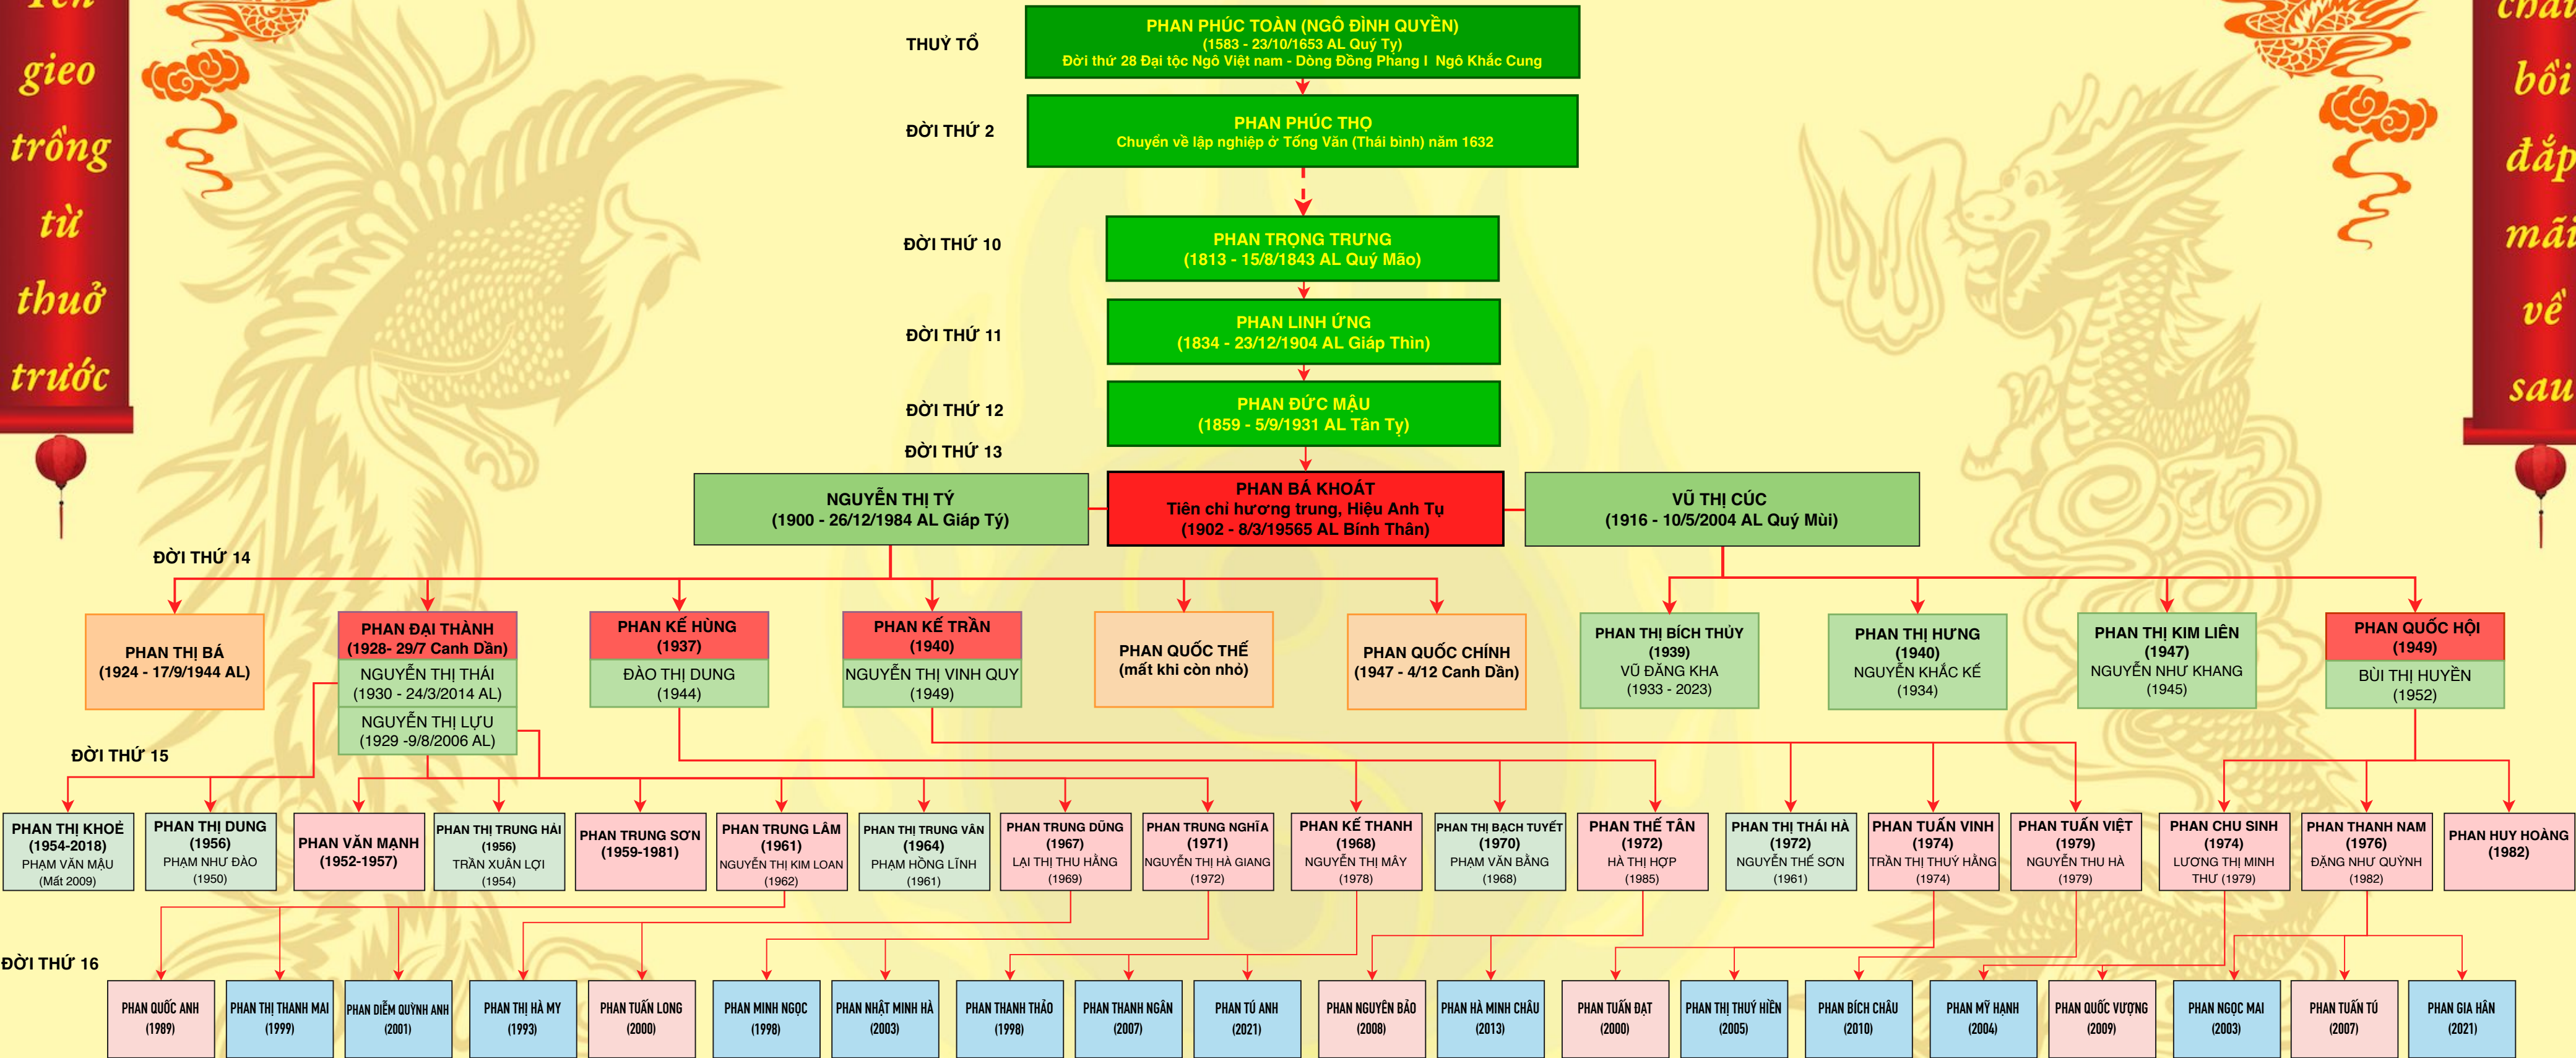 gieo
trồng
từ
thuở
trước
bồi
đắp
mãi
về
sau
THUỶ TỔ
PHAN PHÚC TOÀN (NGÔ ĐÌNH QUYỀN)
(1583 - 23/10/1653 AL Quý Tỵ)
Đời thứ 28 Đại tộc Ngô Việt nam - Dòng Đồng Phang I Ngô Khắc Cung
ĐỜI THỨ 2
PHAN PHÚC THỌ
Chuyển về lập nghiệp ở Tống Văn (Thái bình) năm 1632
ĐỜI THỨ 10
PHAN TRỌNG TRƯNG
(1813 - 15/8/1843 AL Quý Mão)
ĐỜI THỨ 11
PHAN LINH ỨNG
(1834 - 23/12/1904 AL Giáp Thìn)
ĐỜI THỨ 12
PHAN ĐỨC MẬU
(1859 - 5/9/1931 AL Tân Tỵ)
ĐỜI THỨ 13
NGUYỄN THỊ TÝ
(1900 - 26/12/1984 AL Giáp Tý)
PHAN BÁ KHOÁT
Tiên chỉ hương trung, Hiệu Anh Tụ
(1902 - 8/3/19565 AL Bính Thân)
VŨ THỊ CÚC
(1916 - 10/5/2004 AL Quý Mùi)
ĐỜI THỨ 14
PHAN THỊ BÁ
(1924 - 17/9/1944 AL)
PHAN ĐẠI THÀNH
(1928- 29/7 Canh Dần)
NGUYỄN THỊ THÁI
(1930 - 24/3/2014 AL)
NGUYỄN THỊ LỰU
(1929 -9/8/2006 AL)
PHAN KẾ HÙNG
(1937)
ĐÀO THỊ DUNG
(1944)
PHAN KẾ TRẦN
(1940)
NGUYỄN THỊ VINH QUY
(1949)
PHAN QUỐC THẾ
(mất khi còn nhỏ)
PHAN QUỐC CHÍNH
(1947 - 4/12 Canh Dần)
PHAN THỊ BÍCH THỦY
(1939)
VŨ ĐĂNG KHA
(1933 - 2023)
PHAN THỊ HƯNG
(1940)
NGUYỄN KHẮC KẾ
(1934)
PHAN THỊ KIM LIÊN
(1947)
NGUYỄN NHƯ KHANG
(1945)
PHAN QUỐC HỘI
(1949)
BÙI THỊ HUYỀN
(1952)
ĐỜI THỨ 15
PHAN THỊ KHOẺ
(1954-2018)
PHẠM VĂN MẬU
(Mất 2009)
PHAN THỊ DUNG
(1956)
PHẠM NHƯ ĐÀO
(1950)
PHAN VĂN MẠNH
(1952-1957)
PHAN THỊ TRUNG HẢI
(1956)
TRẦN XUÂN LỢI
(1954)
PHAN TRUNG SƠN
(1959-1981)
PHAN TRUNG LÂM
(1961)
NGUYỄN THỊ KIM LOAN
(1962)
PHAN THỊ TRUNG VÂN
(1964)
PHẠM HỒNG LĨNH
(1961)
PHAN TRUNG DŨNG
(1967)
LẠI THỊ THU HẰNG
(1969)
PHAN TRUNG NGHĨA
(1971)
NGUYỄN THỊ HÀ GIANG
(1972)
PHAN KẾ THANH
(1968)
NGUYỄN THỊ MÂY
(1978)
PHAN THỊ BẠCH TUYẾT
(1970)
PHẠM VĂN BẰNG
(1968)
PHAN THẾ TÂN
(1972)
HÀ THỊ HỢP
(1985)
PHAN THỊ THÁI HÀ
(1972)
NGUYỄN THẾ SƠN
(1961)
PHAN TUẤN VINH
(1974)
TRẦN THỊ THUÝ HẰNG
(1974)
PHAN TUẤN VIỆT
(1979)
NGUYỄN THU HÀ
(1979)
PHAN CHU SINH
(1974)
LƯƠNG THỊ MINH
THƯ (1979)
PHAN THANH NAM
(1976)
ĐẶNG NHƯ QUỲNH
(1982)
PHAN HUY HOÀNG
(1982)
ĐỜI THỨ 16
PHAN QUỐC ANH
(1989)
PHAN THỊ THANH MAI
(1999)
PHAN DIỄM QUỲNH ANH
(2001)
PHAN THỊ HÀ MY
(1993)
PHAN TUẤN LONG
(2000)
PHAN MINH NGỌC
(1998)
PHAN NHẬT MINH HÀ
(2003)
PHAN THANH THẢO
(1998)
PHAN THANH NGÂN
(2007)
PHAN TÚ ANH
(2021)
PHAN NGUYÊN BẢO
(2008)
PHAN HÀ MINH CHÂU
(2013)
PHAN TUẤN ĐẠT
(2000)
PHAN THỊ THUÝ HIỀN
(2005)
PHAN BÍCH CHÂU
(2010)
PHAN MỸ HẠNH
(2004)
PHAN QUỐC VƯỢNG
(2009)
PHAN NGỌC MAI
(2003)
PHAN TUẤN TÚ
(2007)
PHAN GIA HÂN
(2021)